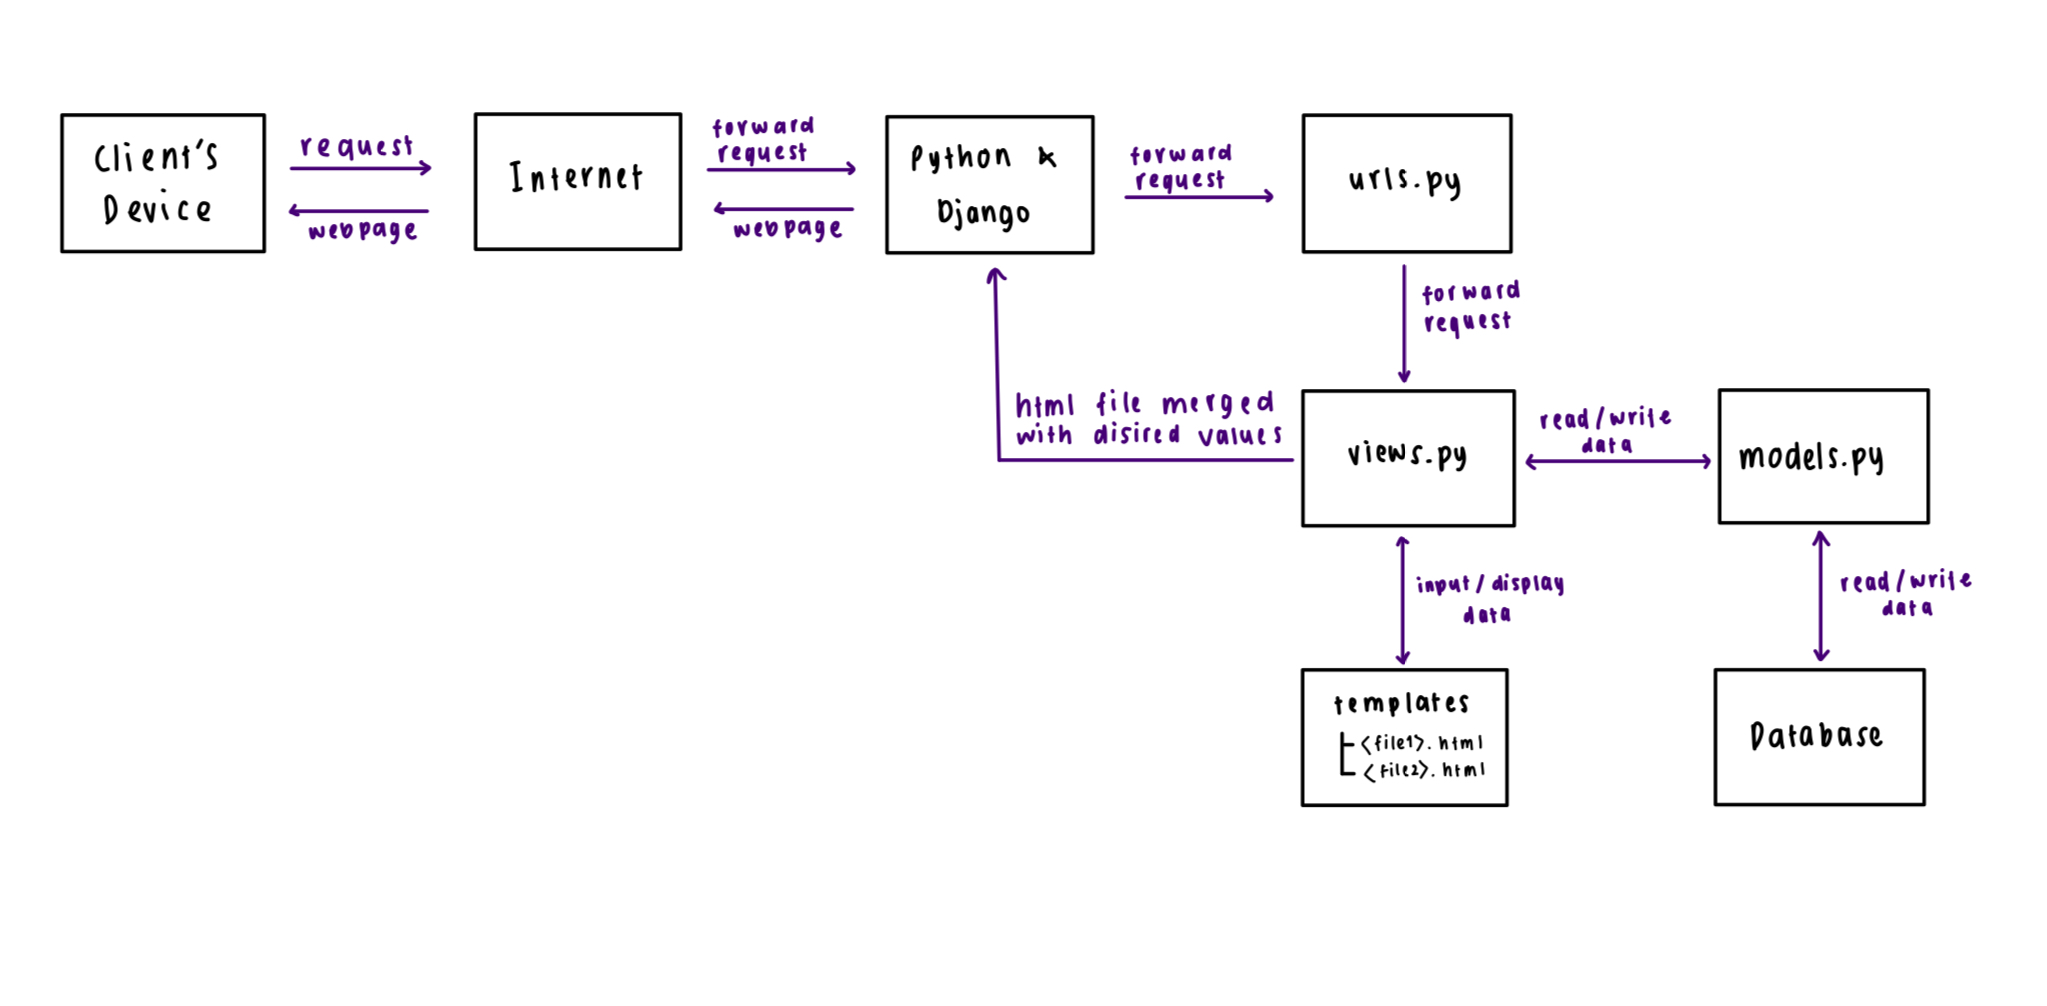 Client's
Device
request
webpage
Internet
forward
request
webpage
Python &
Django
forward
request
urls.py
forward
request
html file merged
with disired values
views.py
read/write
data
models.py
input/display
data
read/write
data
templates
<file1>.html
<file2>.html
Database